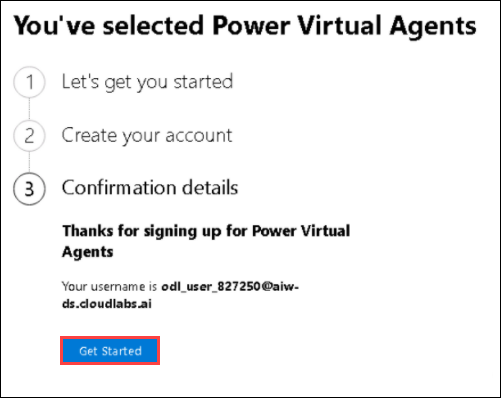 You've selected Power Virtual Agents
1 Let's get you started
2 Create your account
3 Confirmation details
Thanks for signing up for Power Virtual
Agents
Your username is odl_user_827250@aiw-
ds.cloudlabs.ai
Get Started